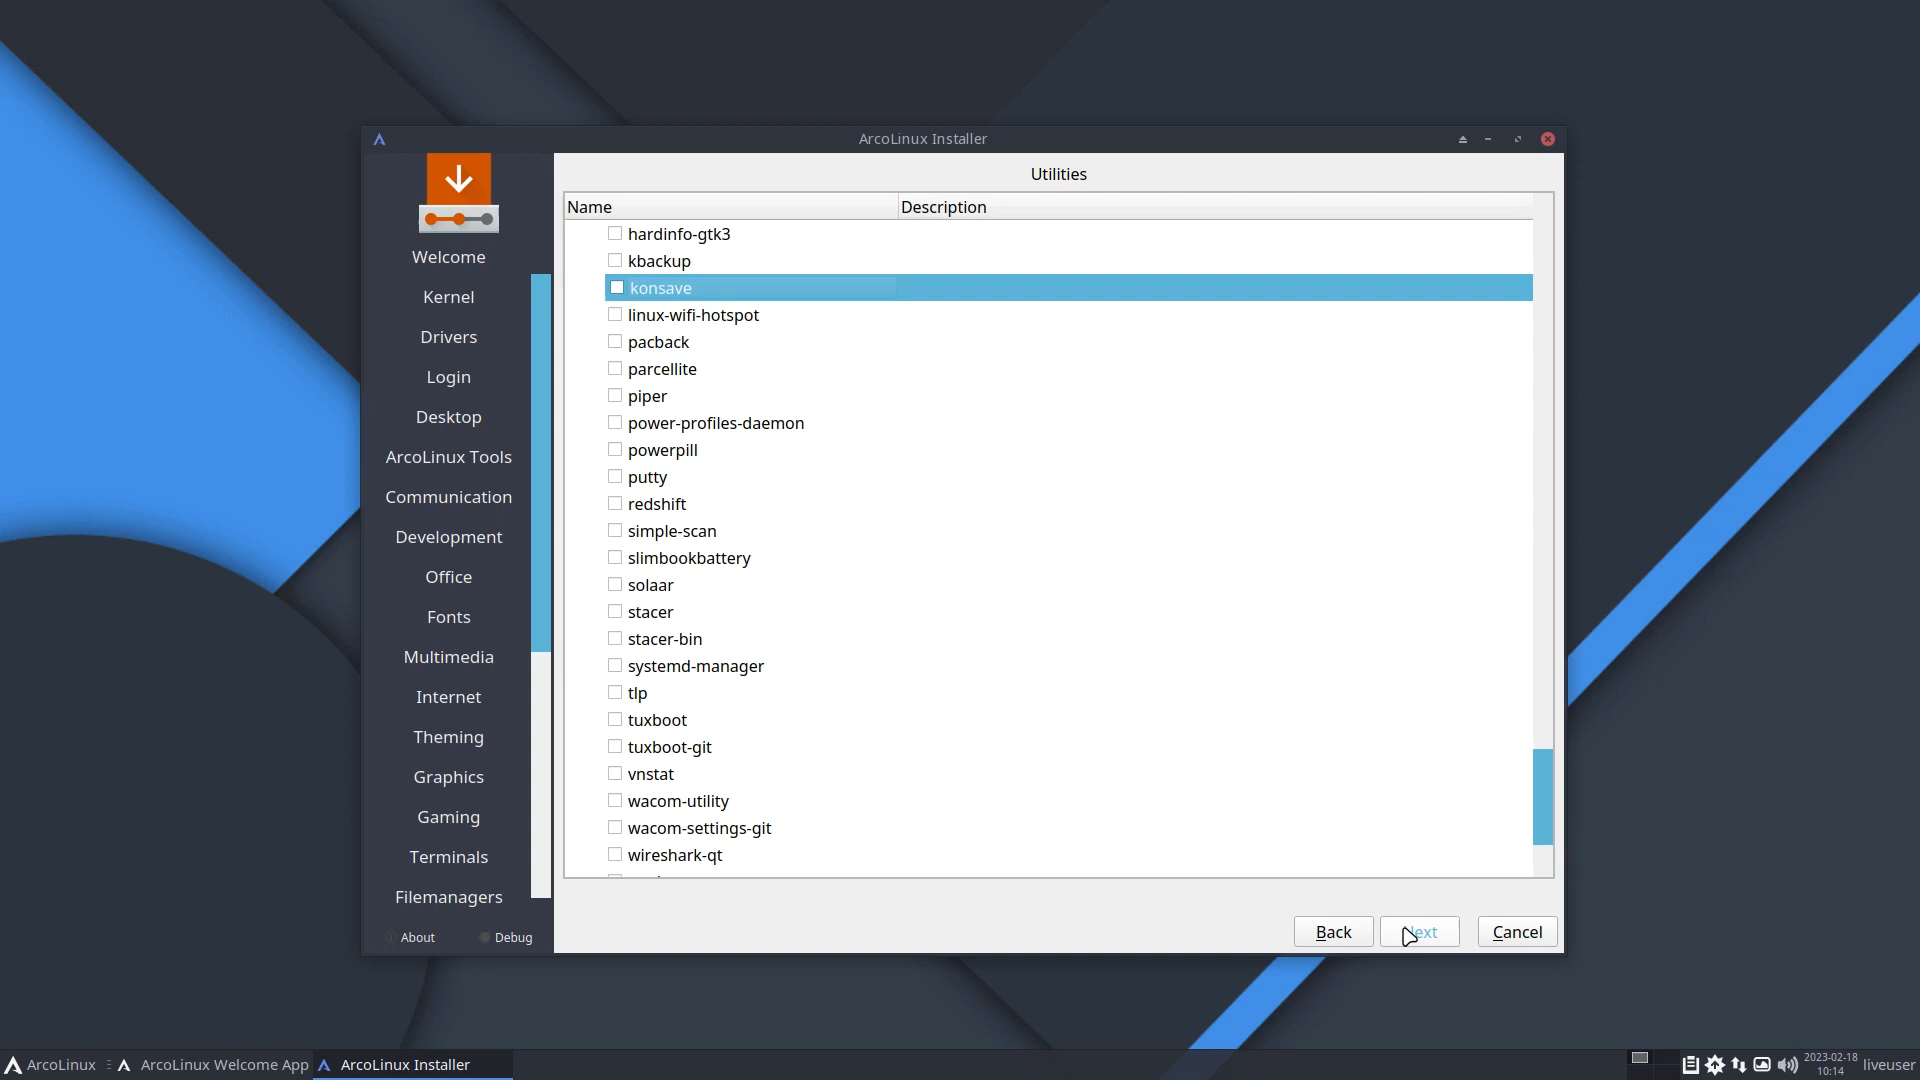 ArcoLinux Installer
Utilities
Name
Description
hardinfo-gtk3
kbackup
konsave
linux-wifi-hotspot
pacback
parcellite
piper
power-profiles-daemon
powerpill
putty
redshift
simple-scan
slimbookbattery
solaar
stacer
stacer-bin
systemd-manager
tlp
tuxboot
tuxboot-git
vnstat
wacom-utility
wacom-settings-git
wireshark-qt
Welcome
Kernel
Drivers
Login
Desktop
ArcoLinux Tools
Communication
Development
Office
Fonts
Multimedia
Internet
Theming
Graphics
Gaming
Terminals
Filemanagers
About
Debug
Back
Cancel
ArcoLinux
ArcoLinux Welcome App
ArcoLinux Installer
2023-02-18
10:14
liveuser